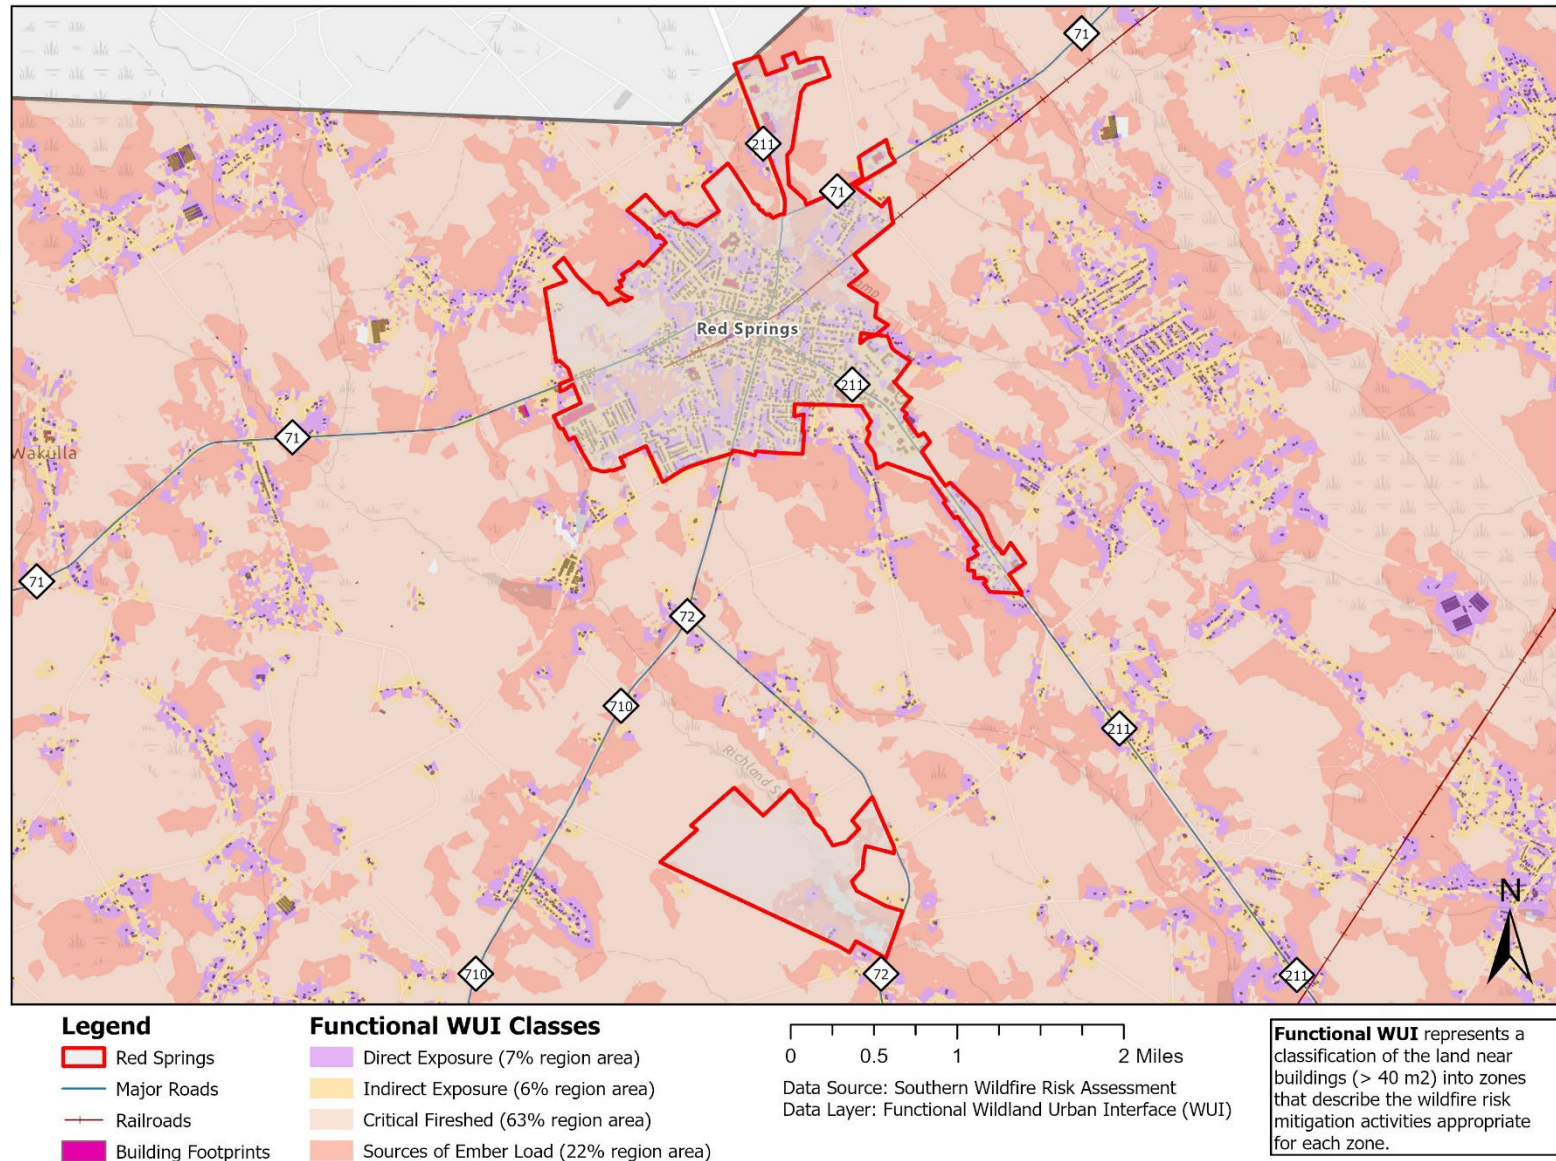 71
211
71
Swamp
Red Springs
211
71
Wakulla
71
72
710
211
Richland Swamp
N
710
72
211
Legend
Red Springs
Major Roads
Railroads
Building Footprints
Functional WUI Classes
Direct Exposure (7% region area)
Indirect Exposure (6% region area)
Critical Fireshed (63% region area)
Sources of Ember Load (22% region area)
0 0.5 1 2 Miles
Data Source: Southern Wildfire Risk Assessment
Data Layer: Functional Wildland Urban Interface (WUI)
Functional WUI represents a
classification of the land near
buildings (> 40 m2) into zones
that describe the wildfire risk
mitigation activities appropriate
for each zone.